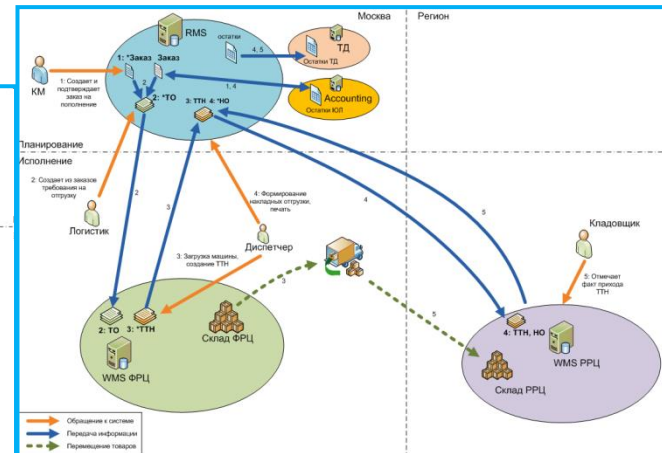 Москва
Регион
RMS
остатки
4, 5
ТД
Остатки ТД
1: *Заказ
Заказ
КМ
1: Создает и
подтверждает
заказ на
пополнение
2
2: *ТО
3: ТТН
4: *НО
1, 4
Accounting
Остатки ЮЛ
Планирование
Исполнение
2: Создает из заказов
требования на
отгрузку
Логистик
2
3
4: Формирование
накладных отгрузки,
печать
4
5
Диспетчер
Кладовщик
3: Загрузка машины,
создание ТТН
5: Отмечает
факт прихода
ТТН
3
5
2: ТО
3: *ТТН
Склад ФРЦ
WMS ФРЦ
4: ТТН, НО
WMS РРЦ
Склад РРЦ
Обращение к системе
Передача информации
Перемещение товаров